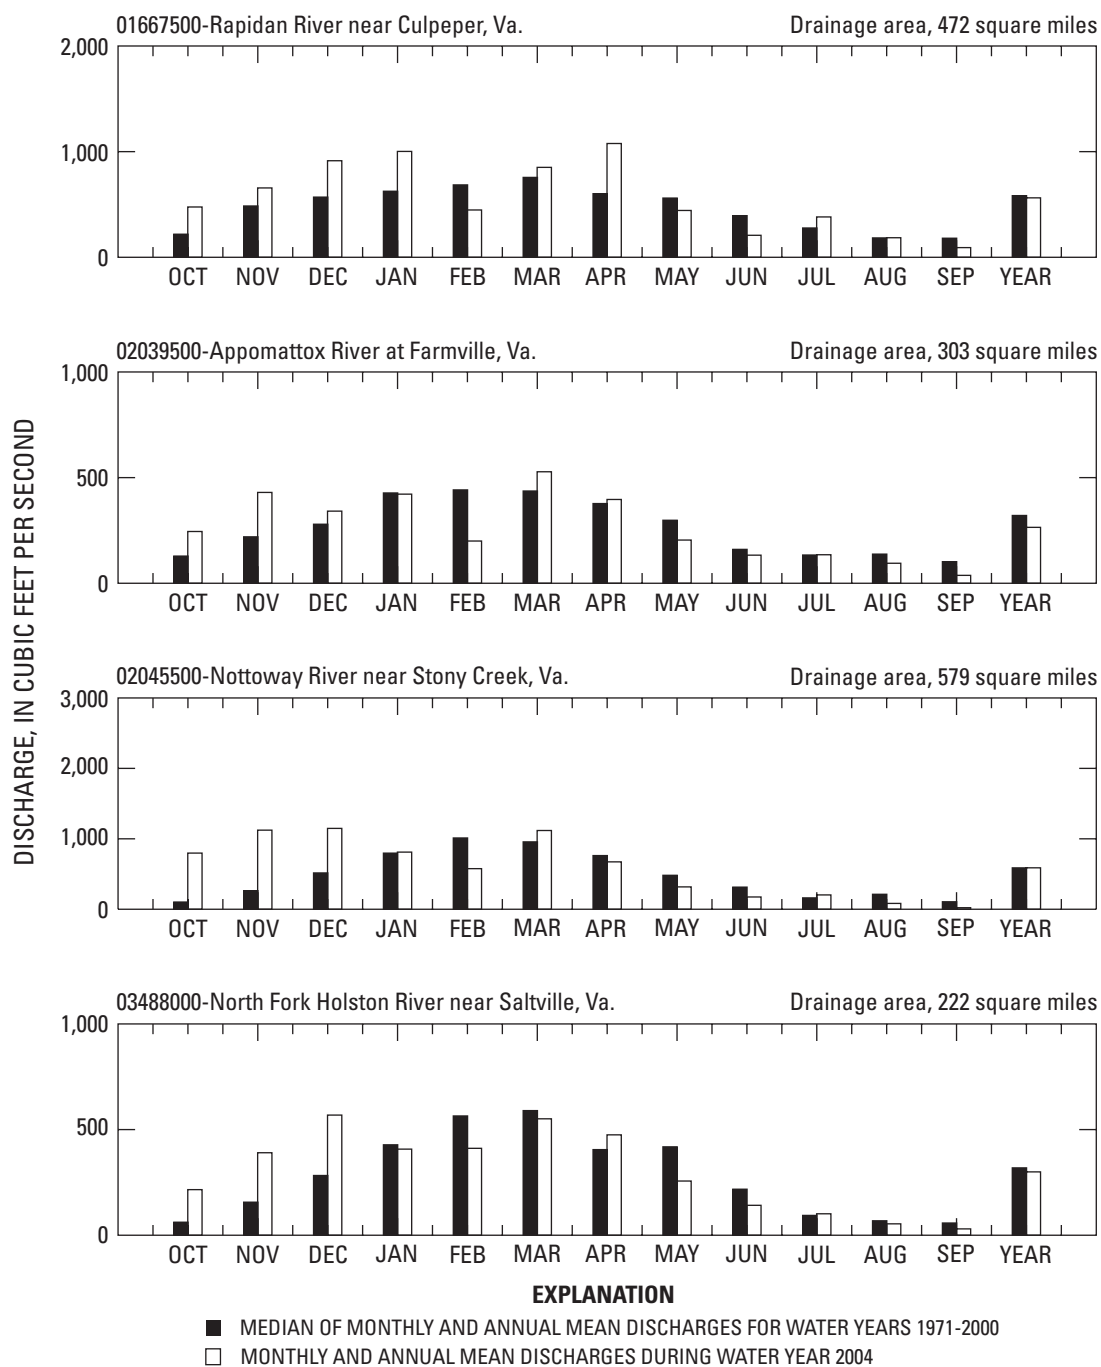 01667500-Rapidan River near Culpeper, Va. Drainage area, 472 square miles
2,000
1,000
0
OCT NOV DEC JAN FEB MAR APR MAY JUN JUL AUG SEP YEAR
02039500-Appomattox River at Farmville, Va. Drainage area, 303 square miles
1,000
500
0
OCT NOV DEC JAN FEB MAR APR MAY JUN JUL AUG SEP YEAR
DISCHARGE, IN CUBIC FEET PER SECOND
02045500-Nottoway River near Stony Creek, Va. Drainage area, 579 square miles
3,000
2,000
1,000
0
OCT NOV DEC JAN FEB MAR APR MAY JUN JUL AUG SEP YEAR
03488000-North Fork Holston River near Saltville, Va. Drainage area, 222 square miles
1,000
500
0
OCT NOV DEC JAN FEB MAR APR MAY JUN JUL AUG SEP YEAR
EXPLANATION
MEDIAN OF MONTHLY AND ANNUAL MEAN DISCHARGES FOR WATER YEARS 1971-2000
MONTHLY AND ANNUAL MEAN DISCHARGES DURING WATER YEAR 2004